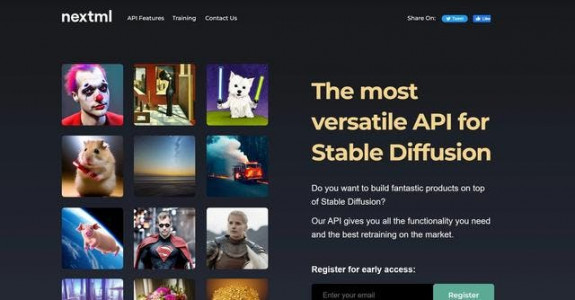 nextml
API Features Training Contact Us
Share On: Tweet Like
The most
versatile API for
Stable Diffusion
Do you want to build fantastic products on top
of Stable Diffusion?
Our API gives you all the functionality you need
and the best retraining on the market.
Register for early access:
Enter your email Register